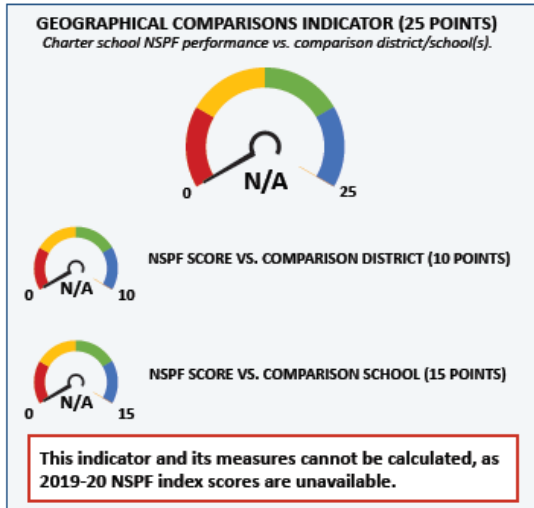 GEOGRAPHICAL COMPARISONS INDICATOR (25 POINTS)
Charter school NSPF performance vs. comparison district/school(s).
N/A
0 25
NSPF SCORE VS. COMPARISON DISTRICT (10 POINTS)
N/A
0 10
NSPF SCORE VS. COMPARISON SCHOOL (15 POINTS)
N/A
0 15
This indicator and its measures cannot be calculated, as
2019-20 NSPF index scores are unavailable.